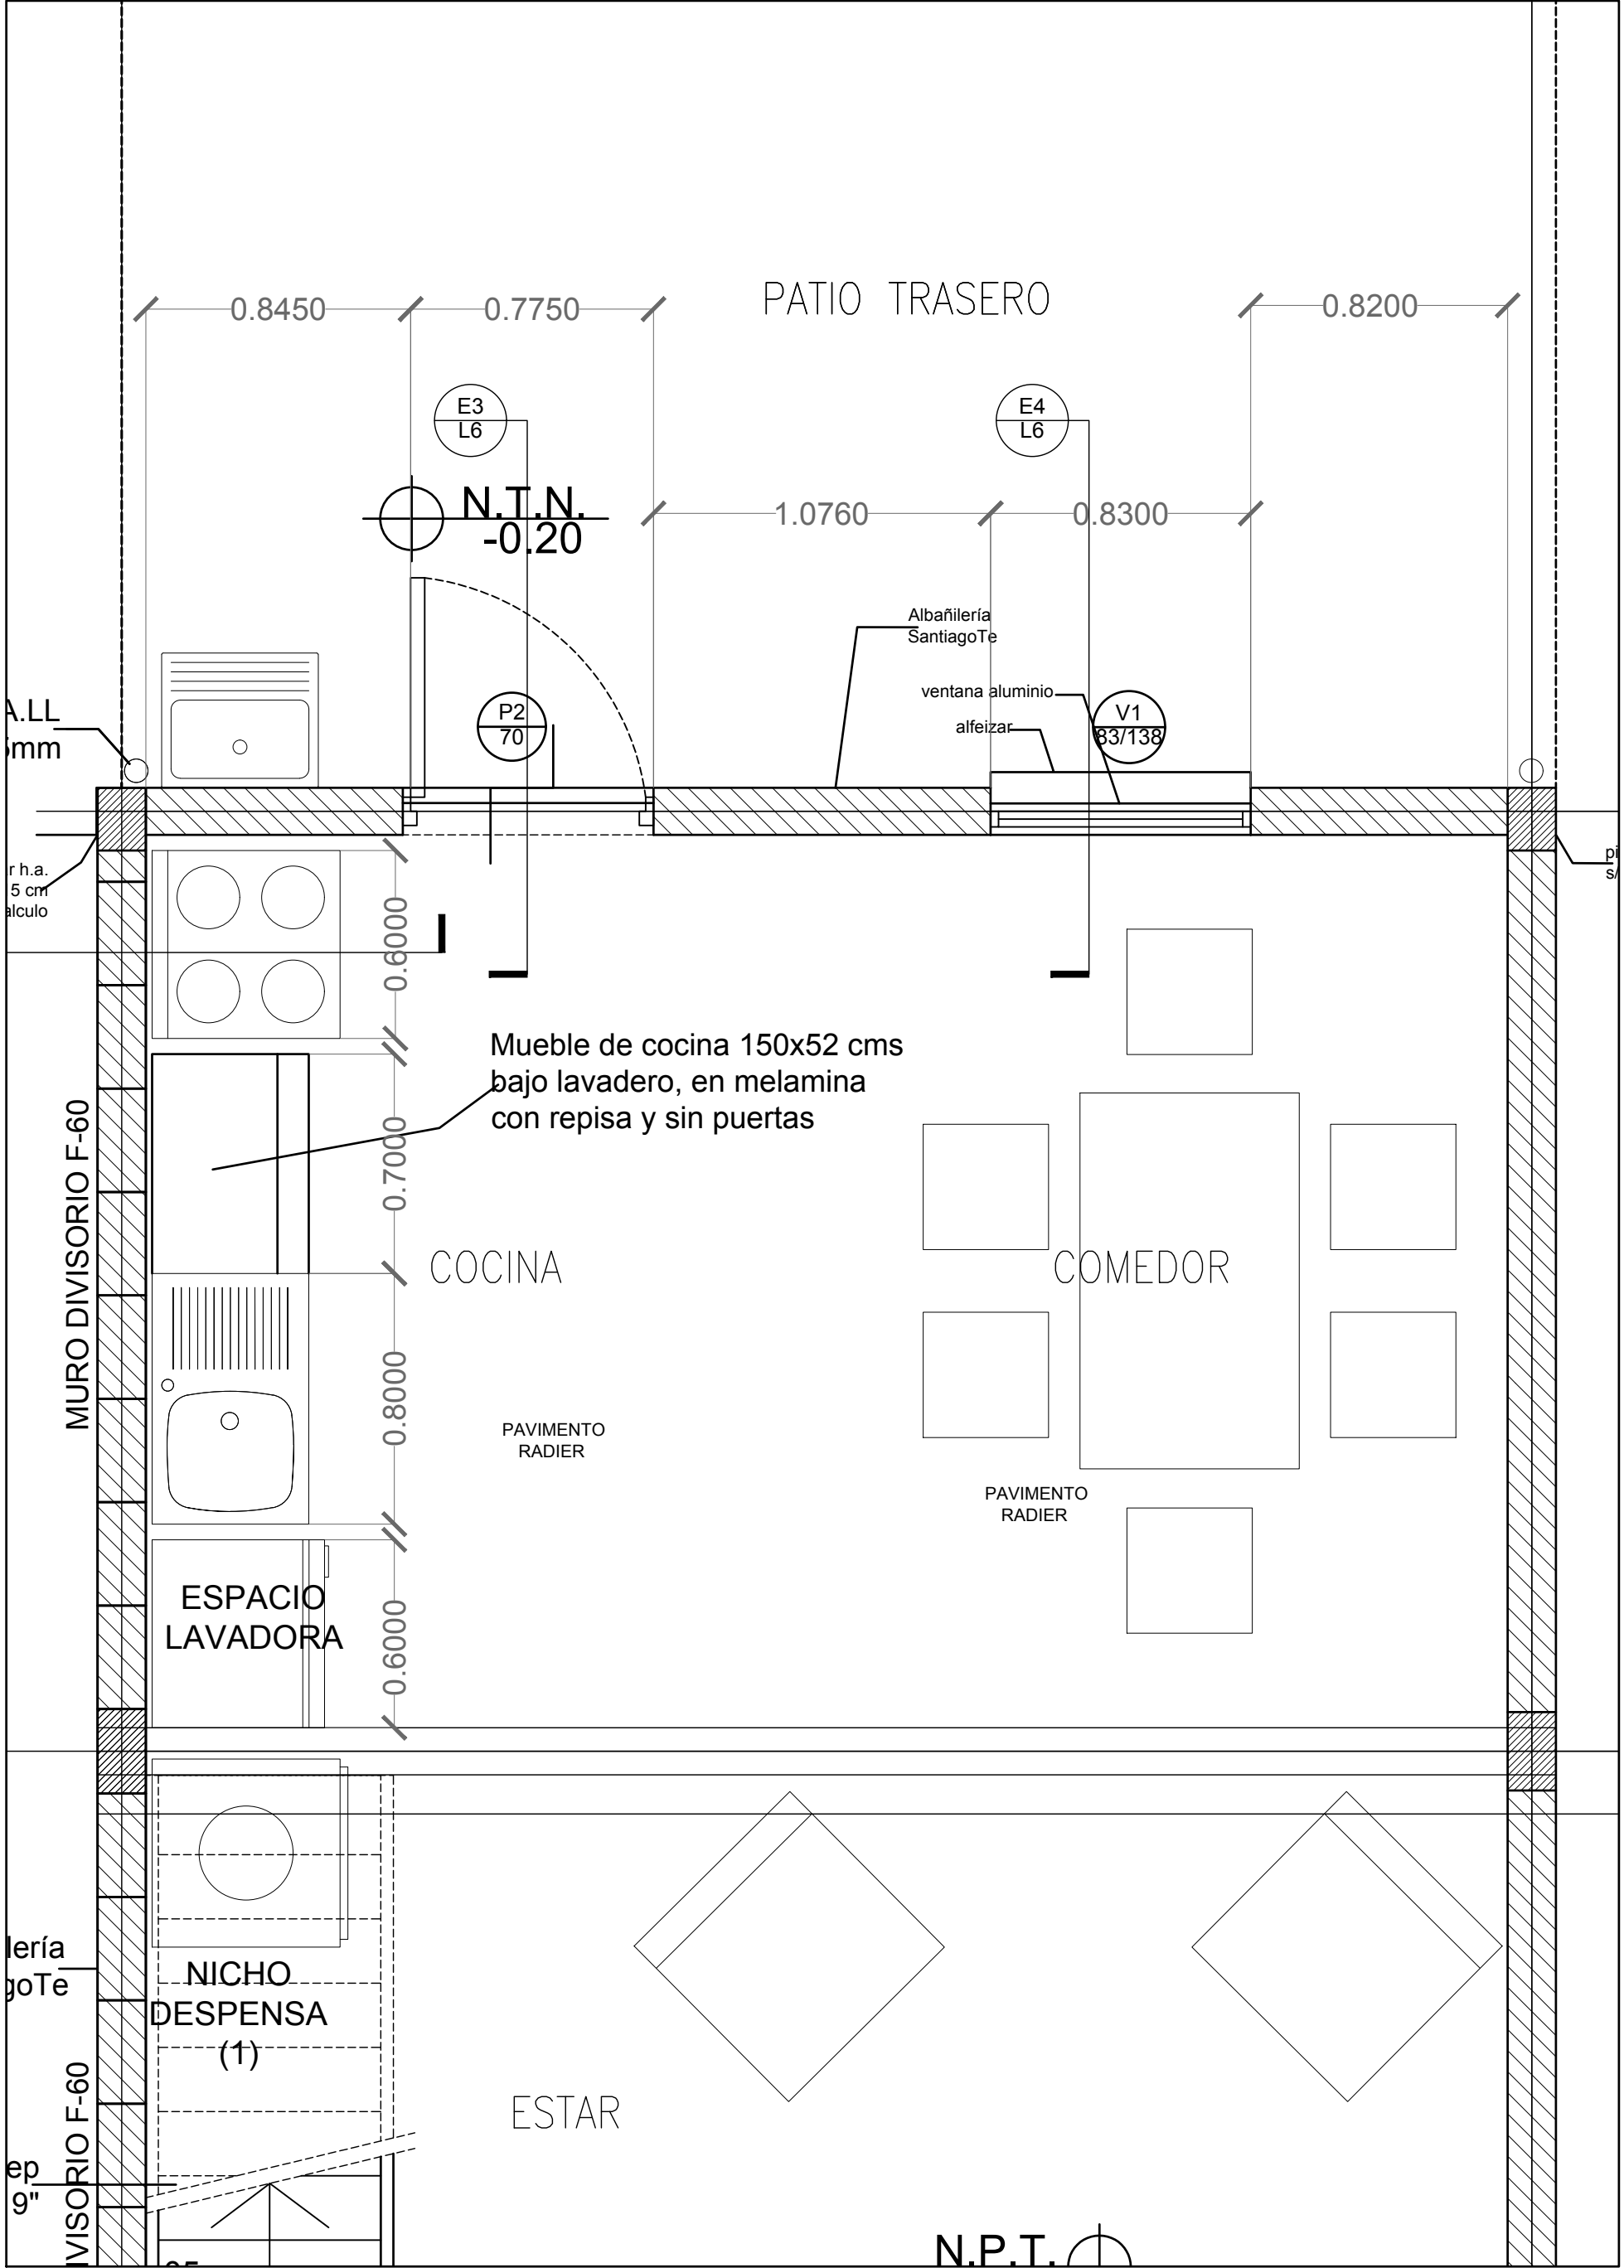 PATIO TRASERO
0.8450
0.7750
0.8200
E3
L6
E4
L6
N.T.N.
-0.20
1.0760
0.8300
Albañilería
SantiagoTe
ventana aluminio
alfeizar
A.LL
5mm
P2
70
V1
83/138
r h.a.
5 cm
alculo
pi
s/
0.6000
Mueble de cocina 150x52 cms
bajo lavadero, en melamina
con repisa y sin puertas
0.7000
MURO DIVISORIO F-60
COCINA
COMEDOR
0.8000
PAVIMENTO
RADIER
PAVIMENTO
RADIER
ESPACIO
LAVADORA
0.6000
lería
goTe
NICHO
DESPENSA
(1)
ESTAR
IVISORIO F-60
ep
9"
N.P.T.